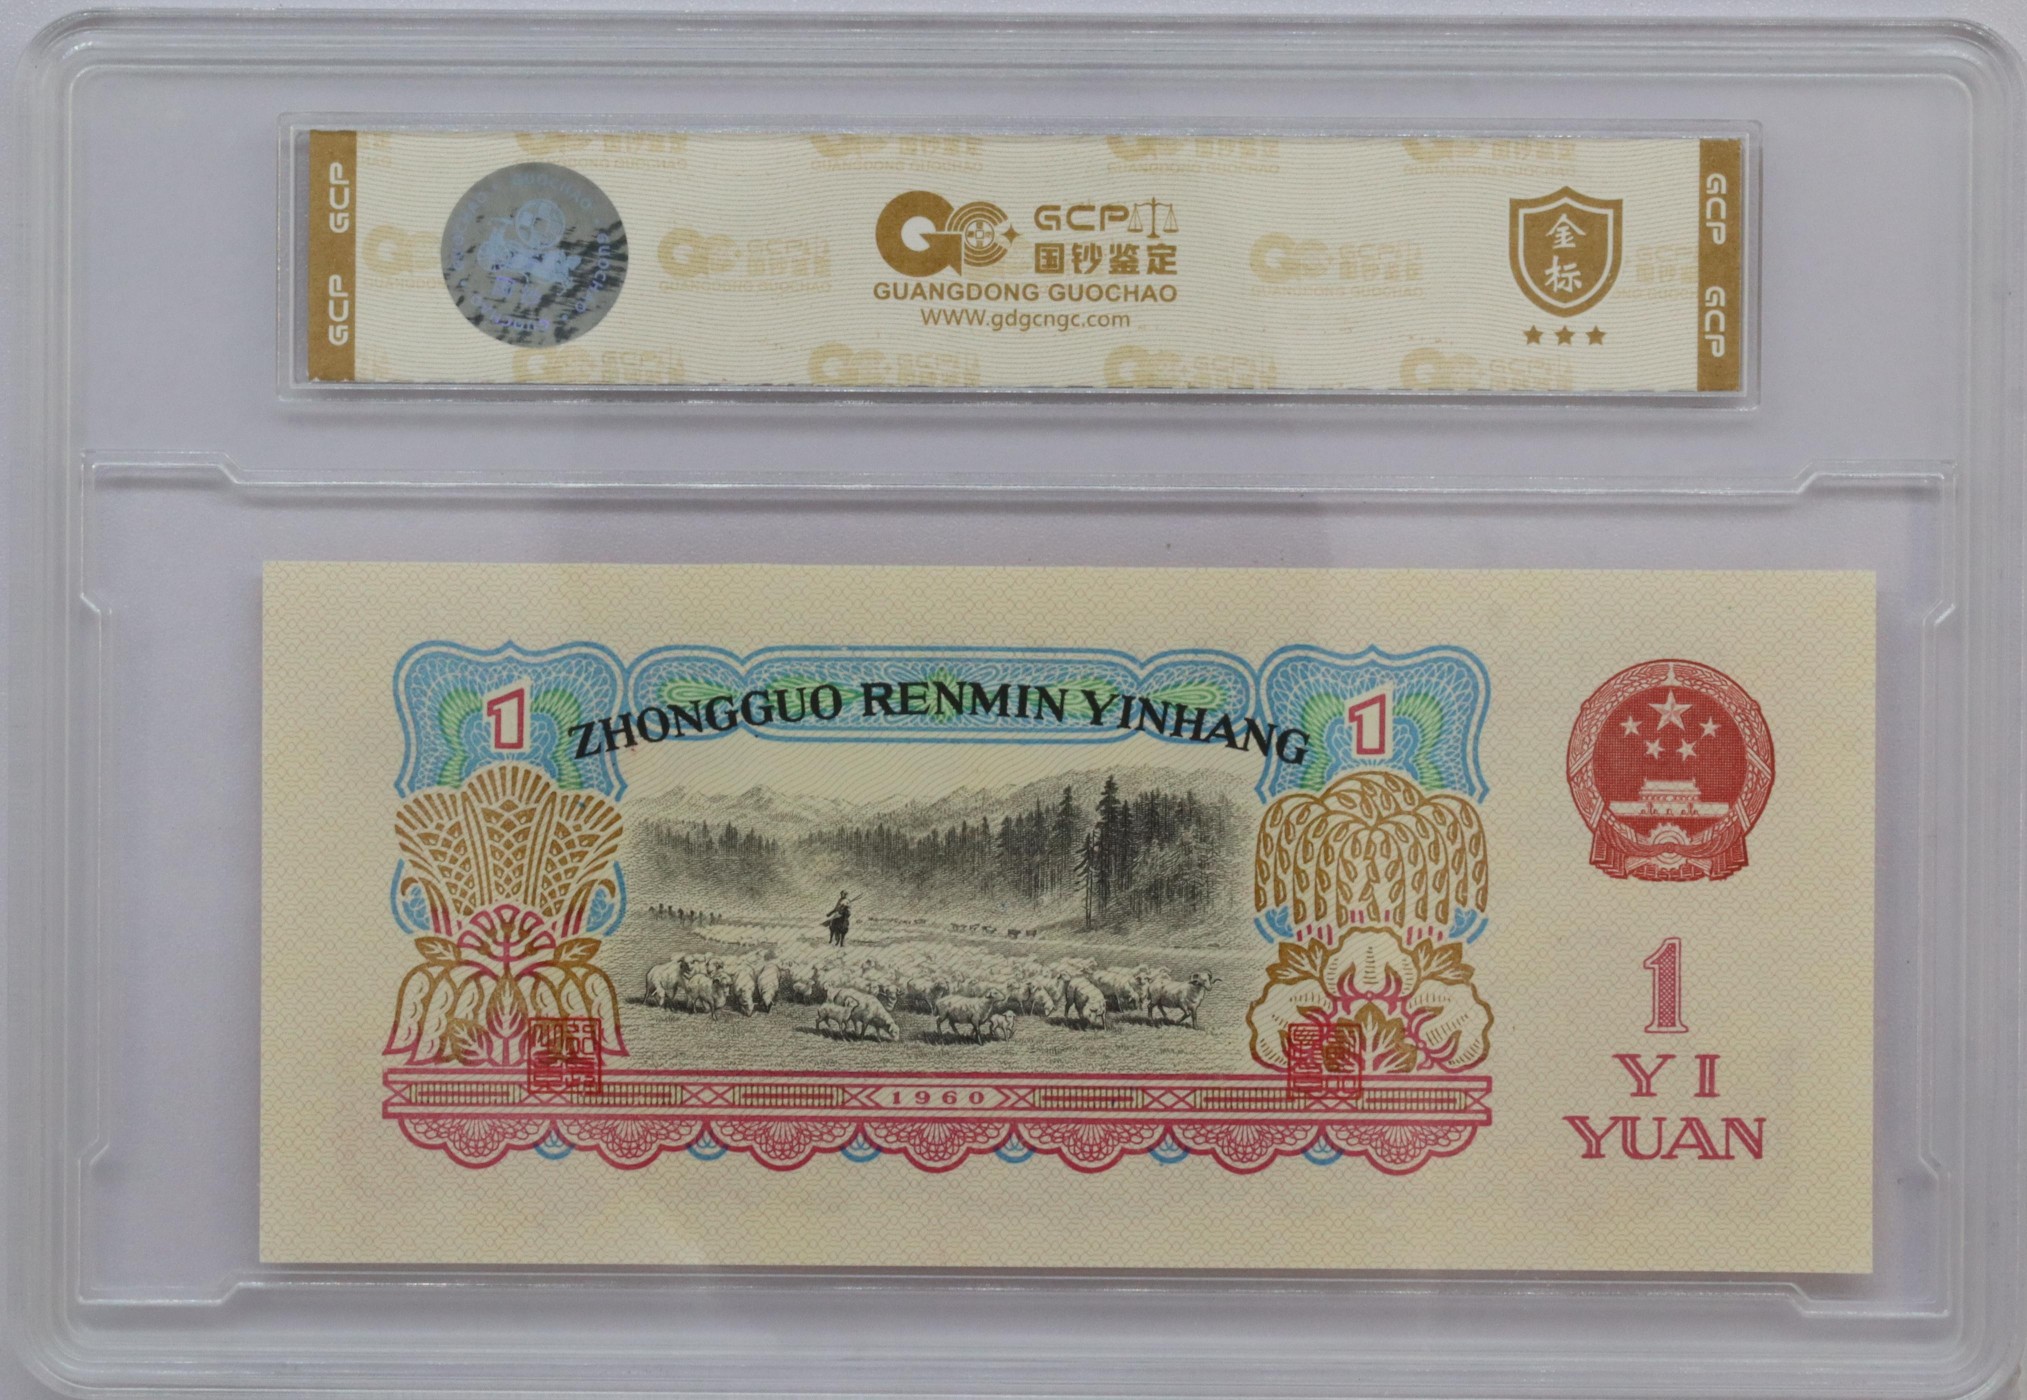 GCP GCP
GCP
国钞鉴定
GUANGDONG GUOCHAO
WWW.gdgcngc.com
金标
GCP GCP
ZHONGGUO RENMIN YINHANG
1
1
1960
1
YI
YUAN